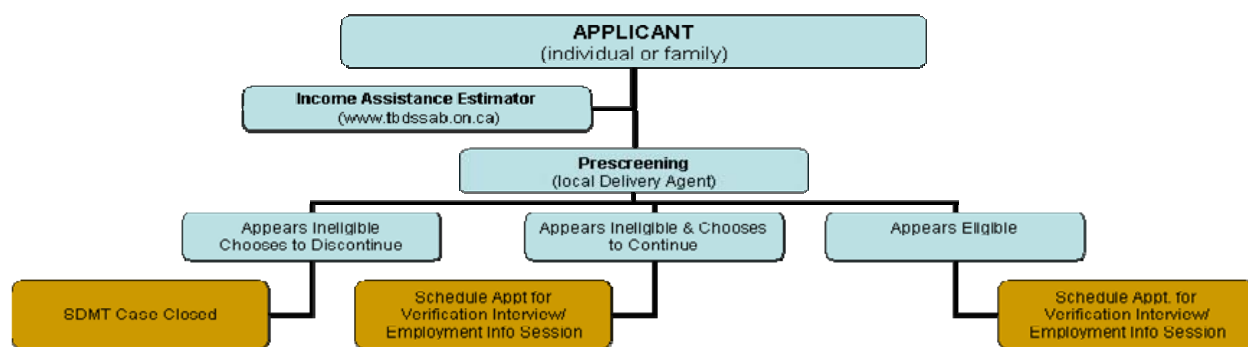 APPLICANT
(individual or family)
Income Assistance Estimator
(www.tbdssab.on.ca)
Prescreening
(local Delivery Agent)
Appears Ineligible
Chooses to Discontinue
Appears Ineligible & Chooses
to Continue
Appears Eligible
SDMT Case Closed
Schedule Appt for
Verification Interview/
Employment Info Session
Schedule Appt. for
Verification Interview/
Employment Info Session